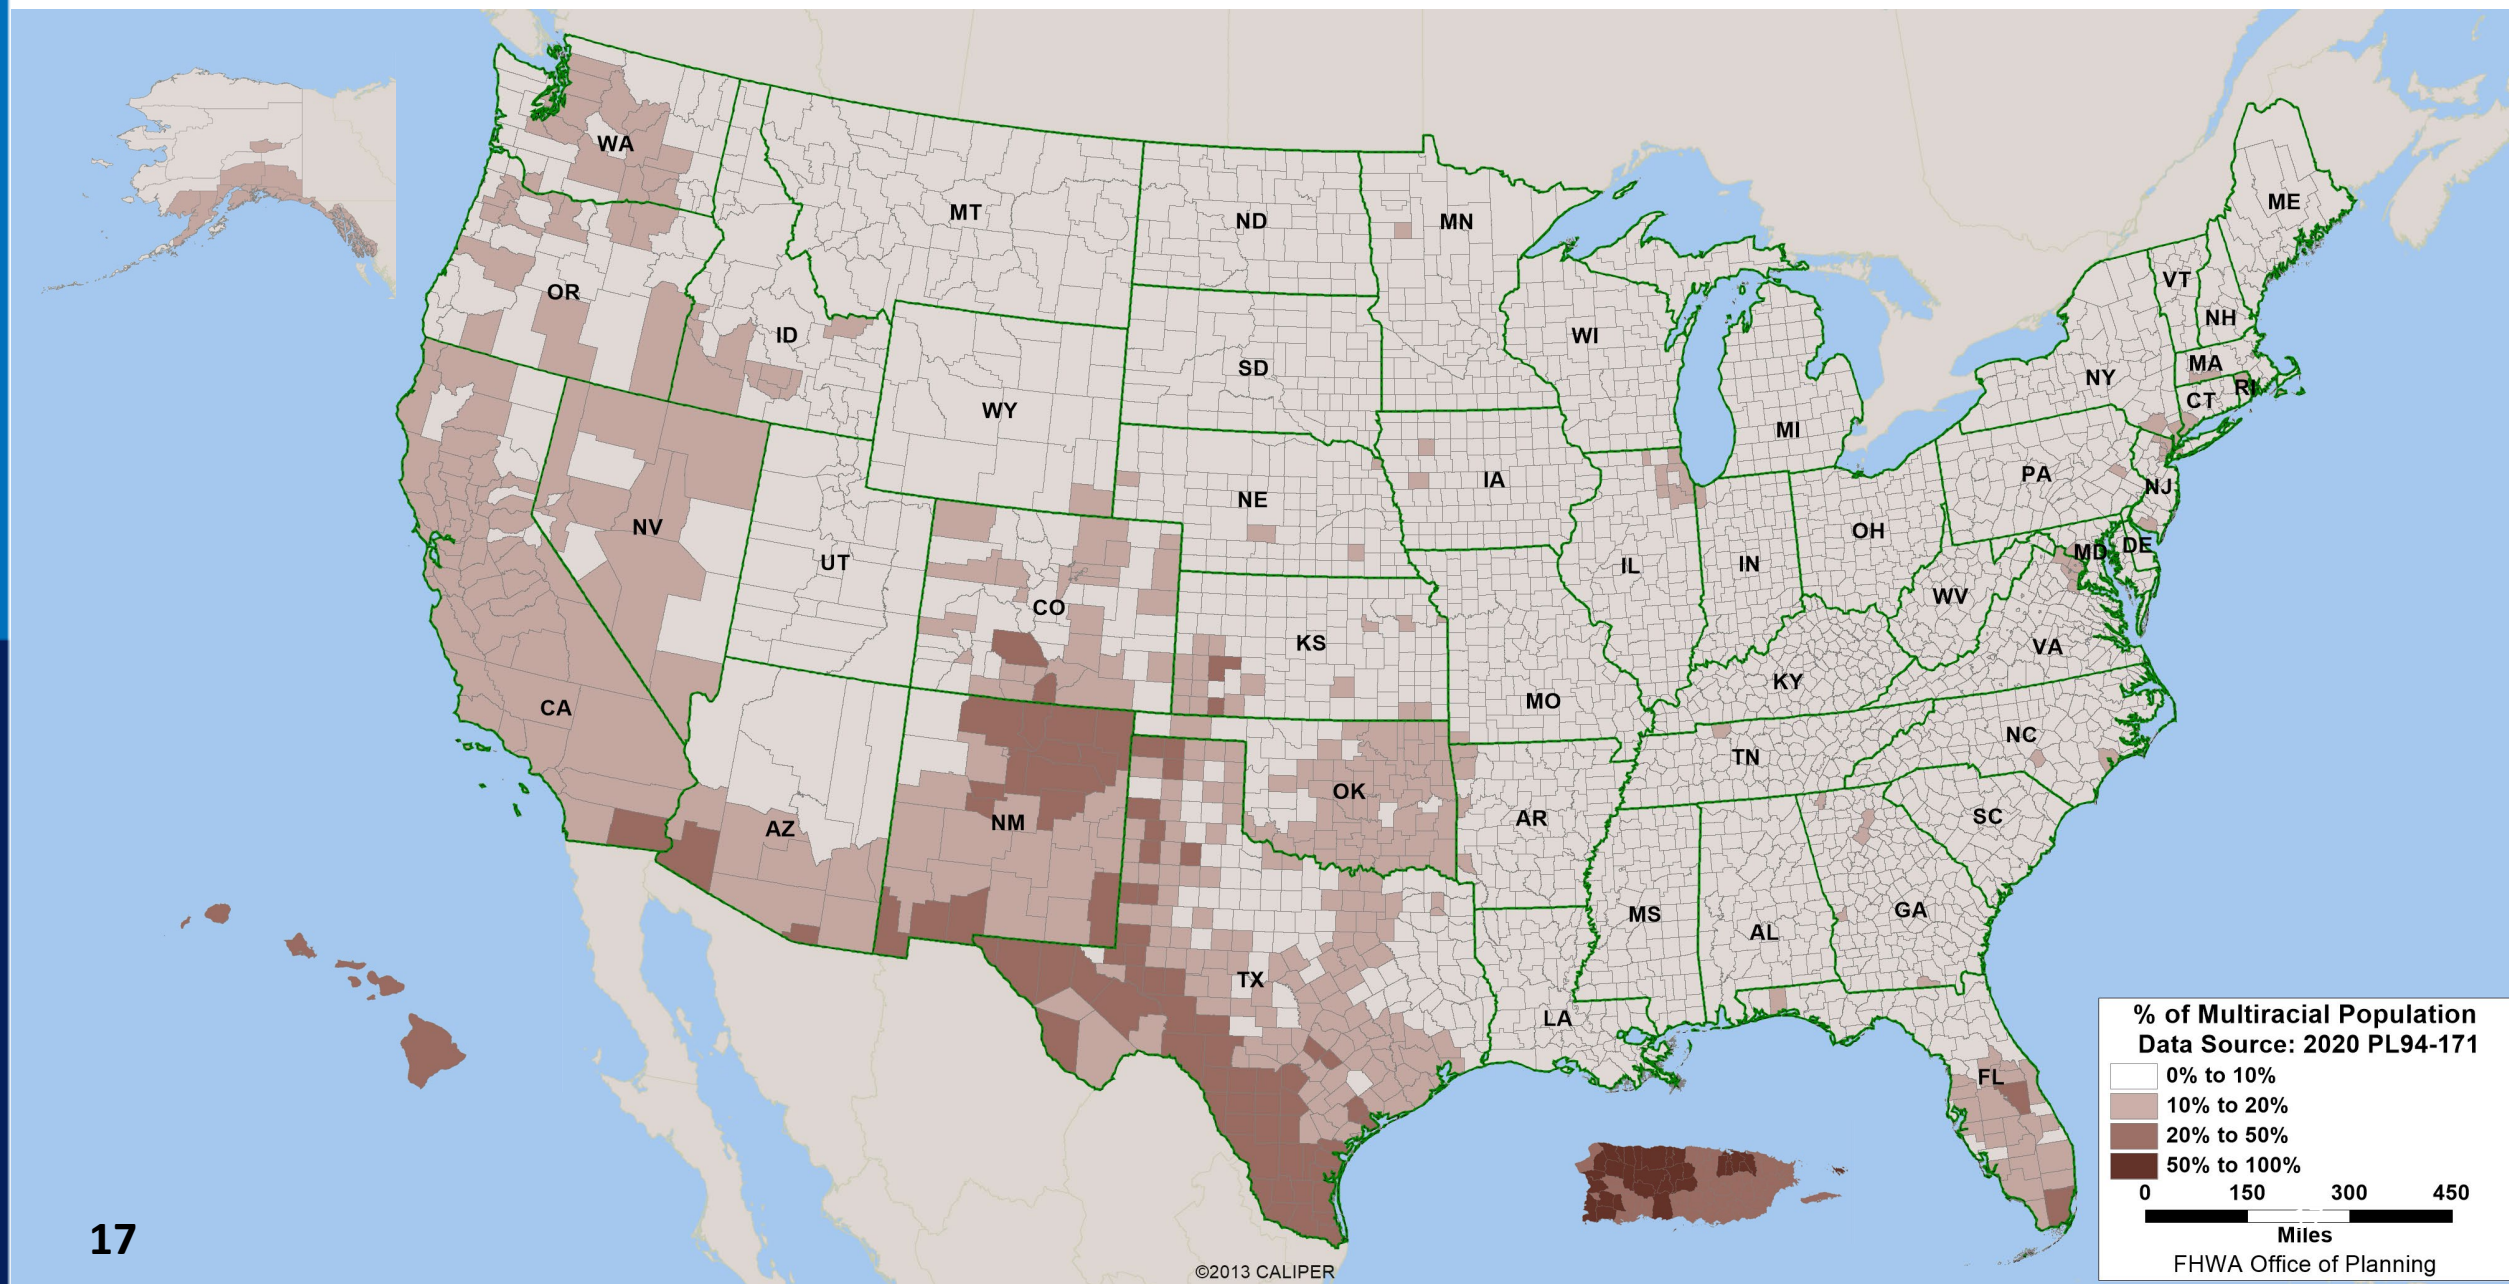 WA
MT
ND
MN
ME
OR
ID
WY
SD
WI
MI
VT
NH
NY
MA
RI
CT
NV
UT
CO
NE
IA
IL
IN
OH
PA
NJ
MD
DE
WV
VA
KS
MO
KY
CA
AZ
NM
OK
AR
TN
NC
SC
TX
LA
MS
AL
GA
FL
% of Multiracial Population
Data Source: 2020 PL94-171
0% to 10%
10% to 20%
20% to 50%
50% to 100%
0 150 300 450
Miles
FHWA Office of Planning
17
©2013 CALIPER